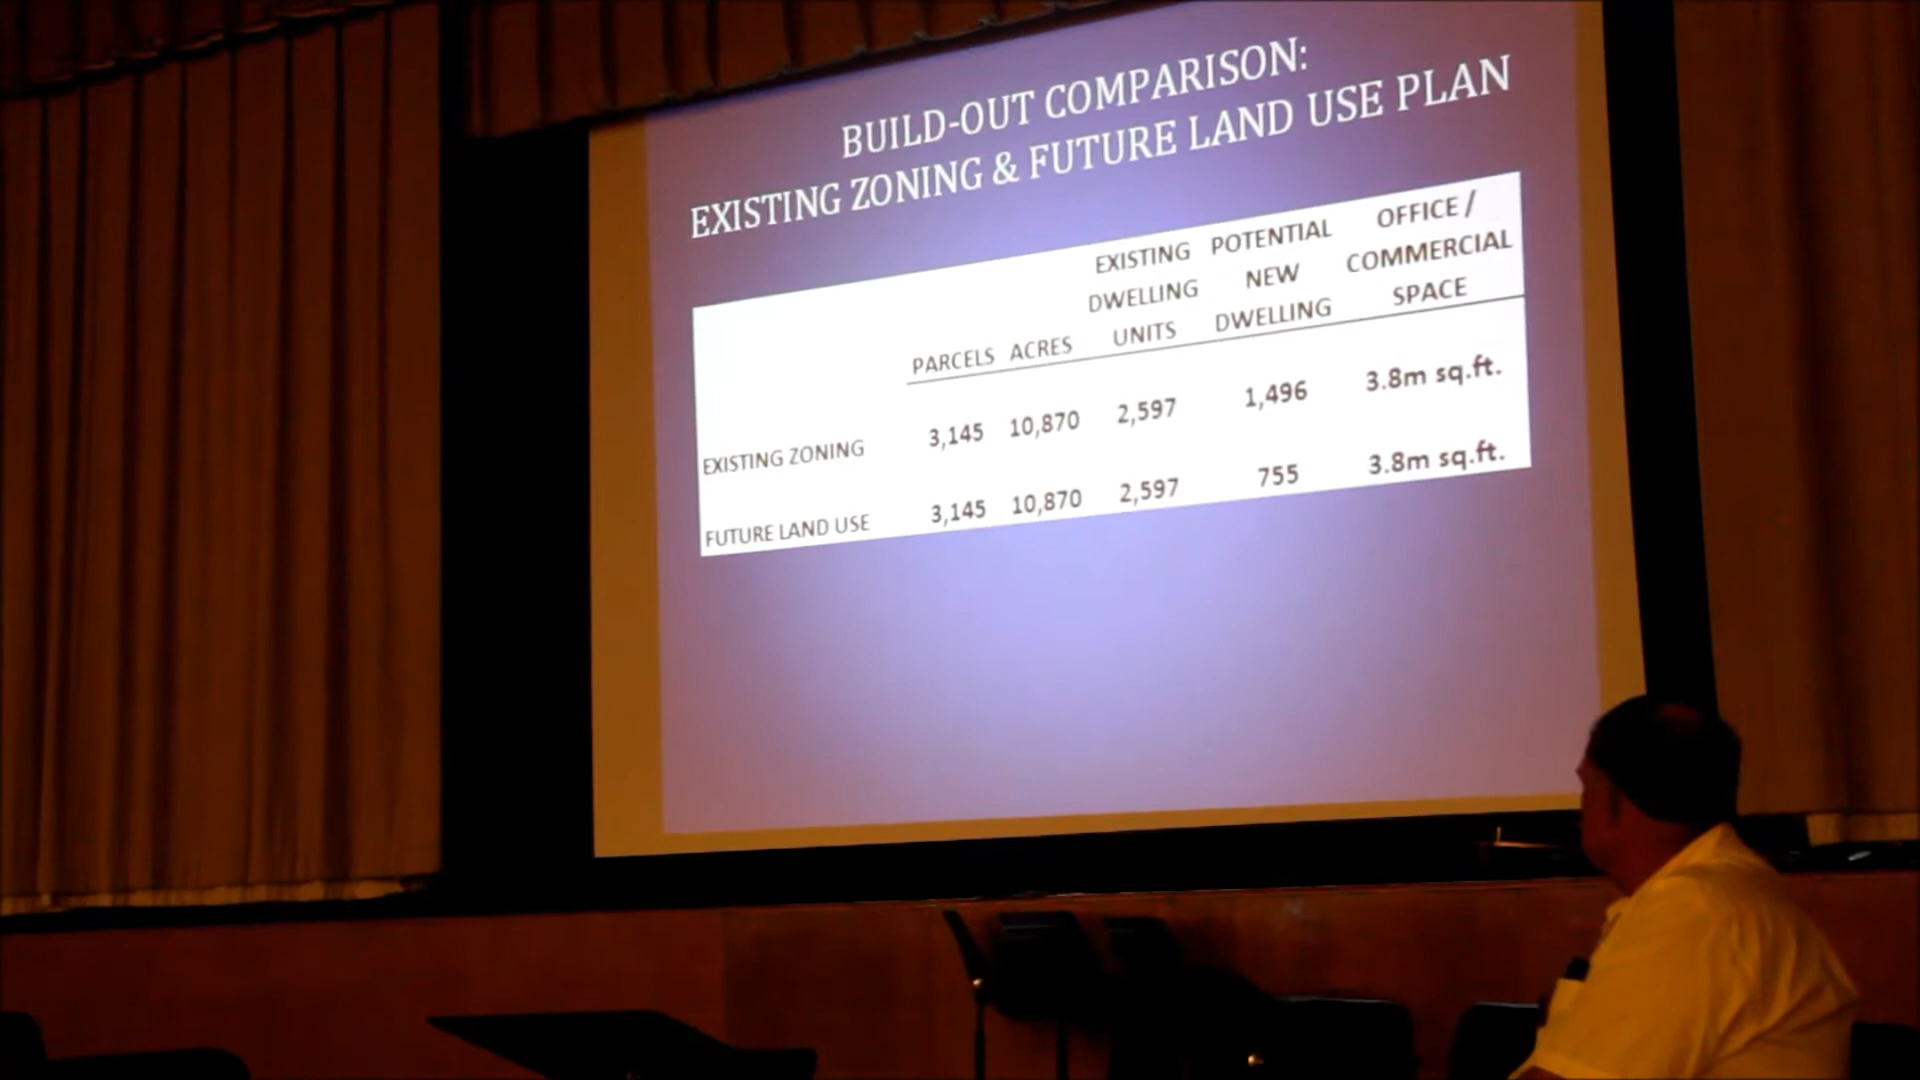 BUILD-OUT COMPARISON:
EXISTING ZONING & FUTURE LAND USE PLAN
PARCELS ACRES EXISTING DWELLING UNITS POTENTIAL NEW DWELLING OFFICE / COMMERCIAL SPACE
EXISTING ZONING 3,145 10,870 2,597 1,496 3.8m sq.ft.
FUTURE LAND USE 3,145 10,870 2,597 755 3.8m sq.ft.